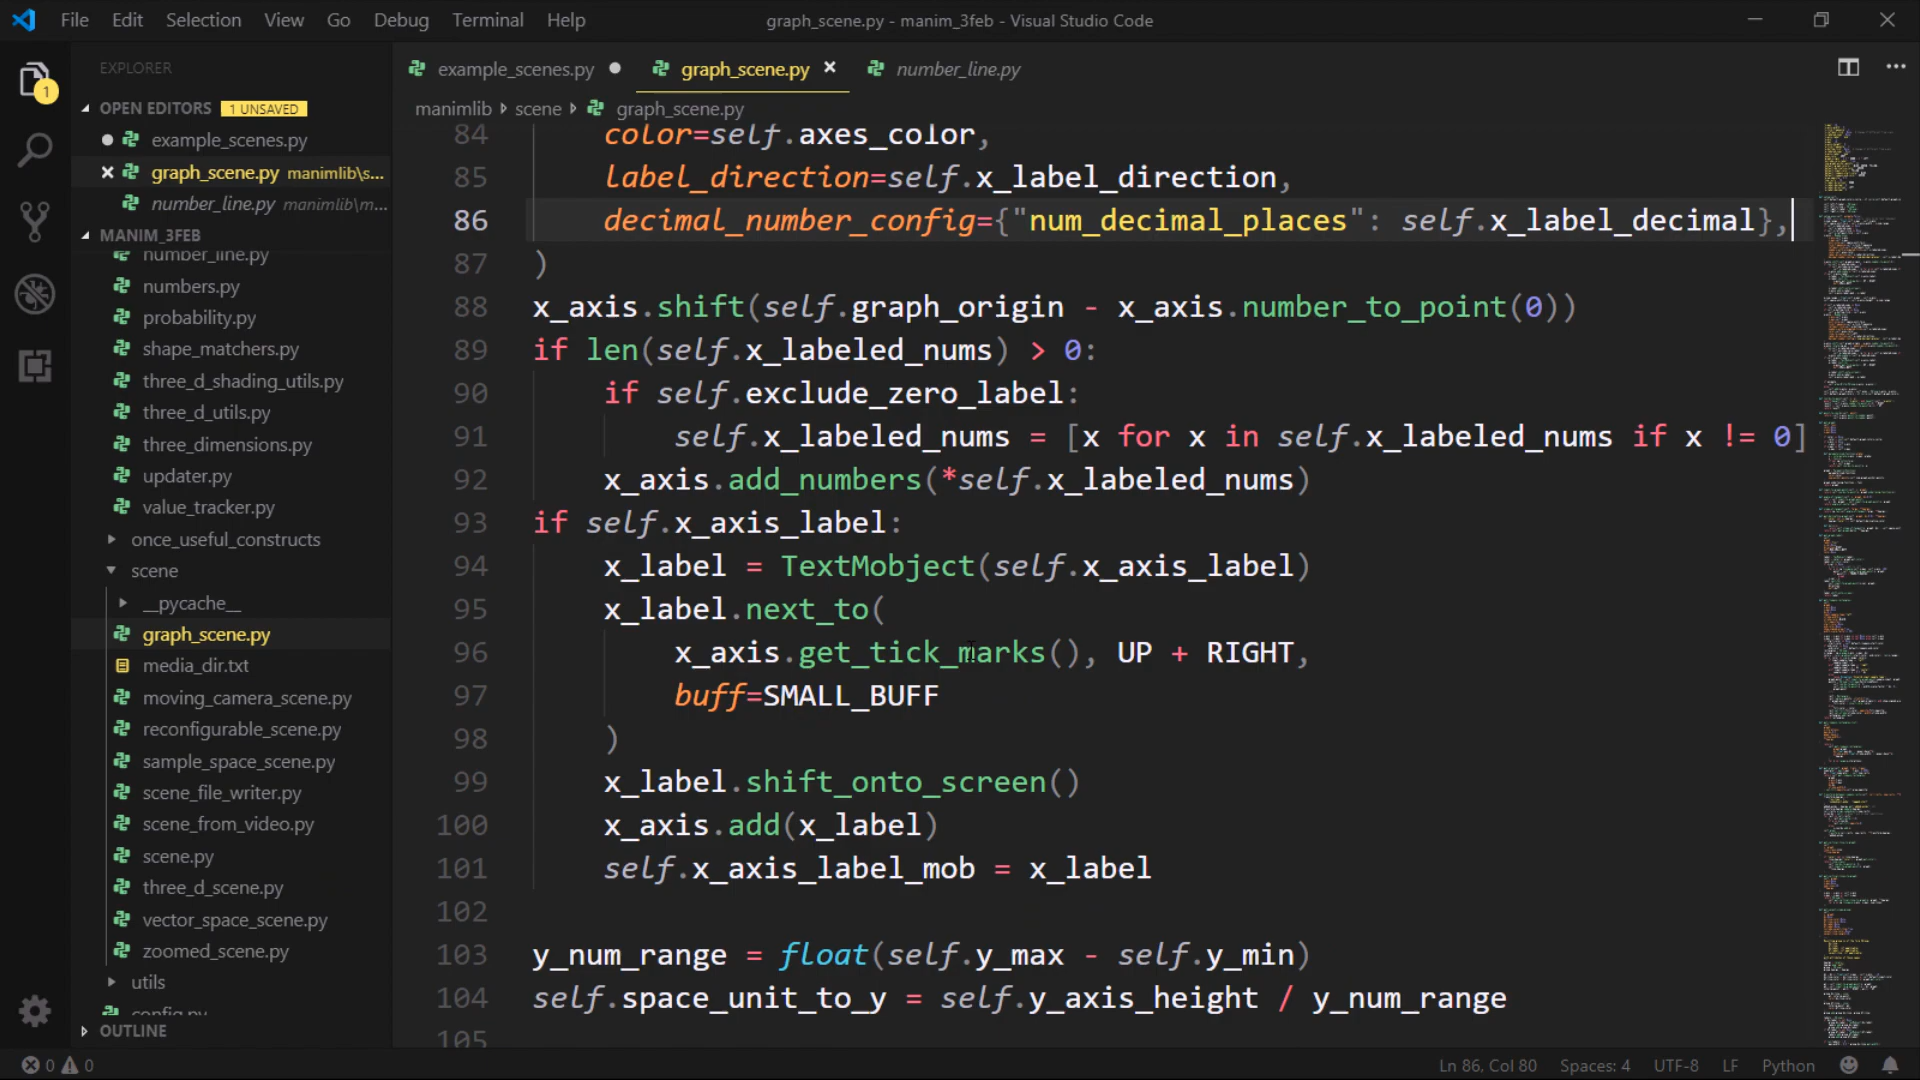 File Edit Selection View Go Debug Terminal Help graph_scene.py - manim_3feb - Visual Studio Code
EXPLORER
OPEN EDITORS 1 UNSAVED
example_scenes.py
graph_scene.py manimlib\s...
number_line.py manimlib\m...
MANIM_3FEB
number_line.py
numbers.py
probability.py
shape_matchers.py
three_d_shading_utils.py
three_d_utils.py
three_dimensions.py
updater.py
value_tracker.py
once_useful_constructs
scene
__pycache__
graph_scene.py
media_dir.txt
moving_camera_scene.py
reconfigurable_scene.py
sample_space_scene.py
scene_file_writer.py
scene_from_video.py
scene.py
three_d_scene.py
vector_space_scene.py
zoomed_scene.py
utils
config.py
OUTLINE
1
example_scenes.py graph_scene.py number_line.py
manimlib scene graph_scene.py
84 color=self.axes_color,
85 label_direction=self.x_label_direction,
86 decimal_number_config={"num_decimal_places": self.x_label_decimal},
87 )
88 x_axis.shift(self.graph_origin - x_axis.number_to_point(0))
89 if len(self.x_labeled_nums) > 0:
90 if self.exclude_zero_label:
91 self.x_labeled_nums = [x for x in self.x_labeled_nums if x != 0]
92 x_axis.add_numbers(*self.x_labeled_nums)
93 if self.x_axis_label:
94 x_label = TextMobject(self.x_axis_label)
95 x_label.next_to(
96 x_axis.get_tick_marks(), UP + RIGHT,
97 buff=SMALL_BUFF
98 )
99 x_label.shift_onto_screen()
100 x_axis.add(x_label)
101 self.x_axis_label_mob = x_label
102
103 y_num_range = float(self.y_max - self.y_min)
104 self.space_unit_to_y = self.y_axis_height / y_num_range
105
0 0 Ln 86, Col 80 Spaces: 4 UTF-8 LF Python